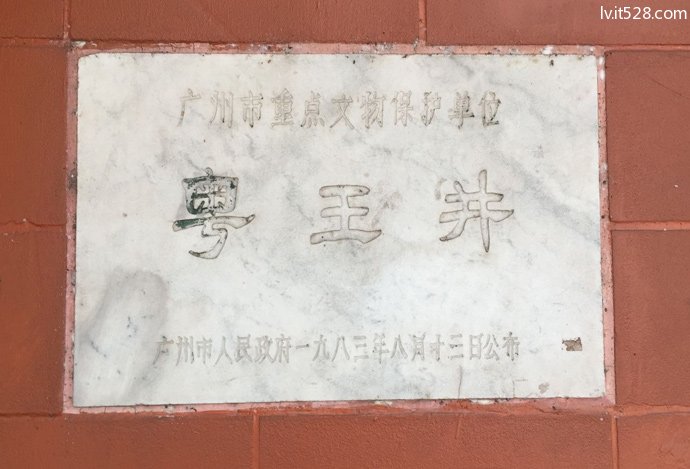 lvit528.com
广州市重点文物保护单位
粤王井
广州市人民政府一九八三年八月十三日公布